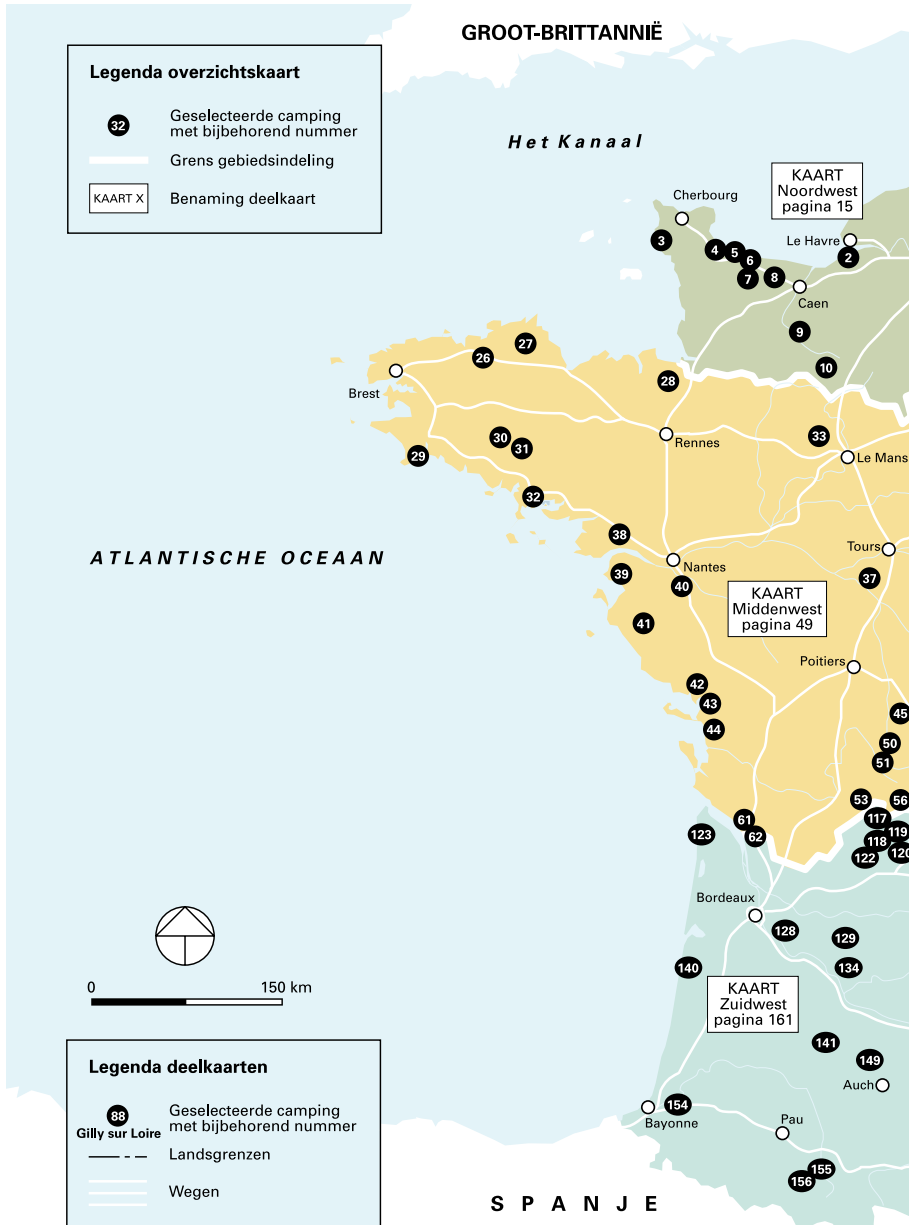 GROOT-BRITTANNIË
Legenda overzichtskaart
32
Geselecteerde camping
met bijbehorend nummer
Grens gebiedsindeling
KAART X
Benaming deelkaart
Het Kanaal
KAART
Noordwest
pagina 15
Cherbourg
Le Havre
3
4
5
6
2
7
8
Caen
9
10
27
26
28
Brest
30
31
29
Rennes
33
Le Mans
32
38
ATLANTISCHE OCEAAN
Nantes
Tours
39
40
37
KAART
Middenwest
pagina 49
41
Poitiers
42
43
44
45
50
51
53
56
61
62
123
117
119
118
120
122
Bordeaux
128
129
140
134
0
150 km
KAART
Zuidwest
pagina 161
141
149
Auch
Legenda deelkaarten
88
Gilly sur Loire
Geselecteerde camping
met bijbehorend nummer
Landsgrenzen
Wegen
154
Bayonne
Pau
155
156
SPANJE